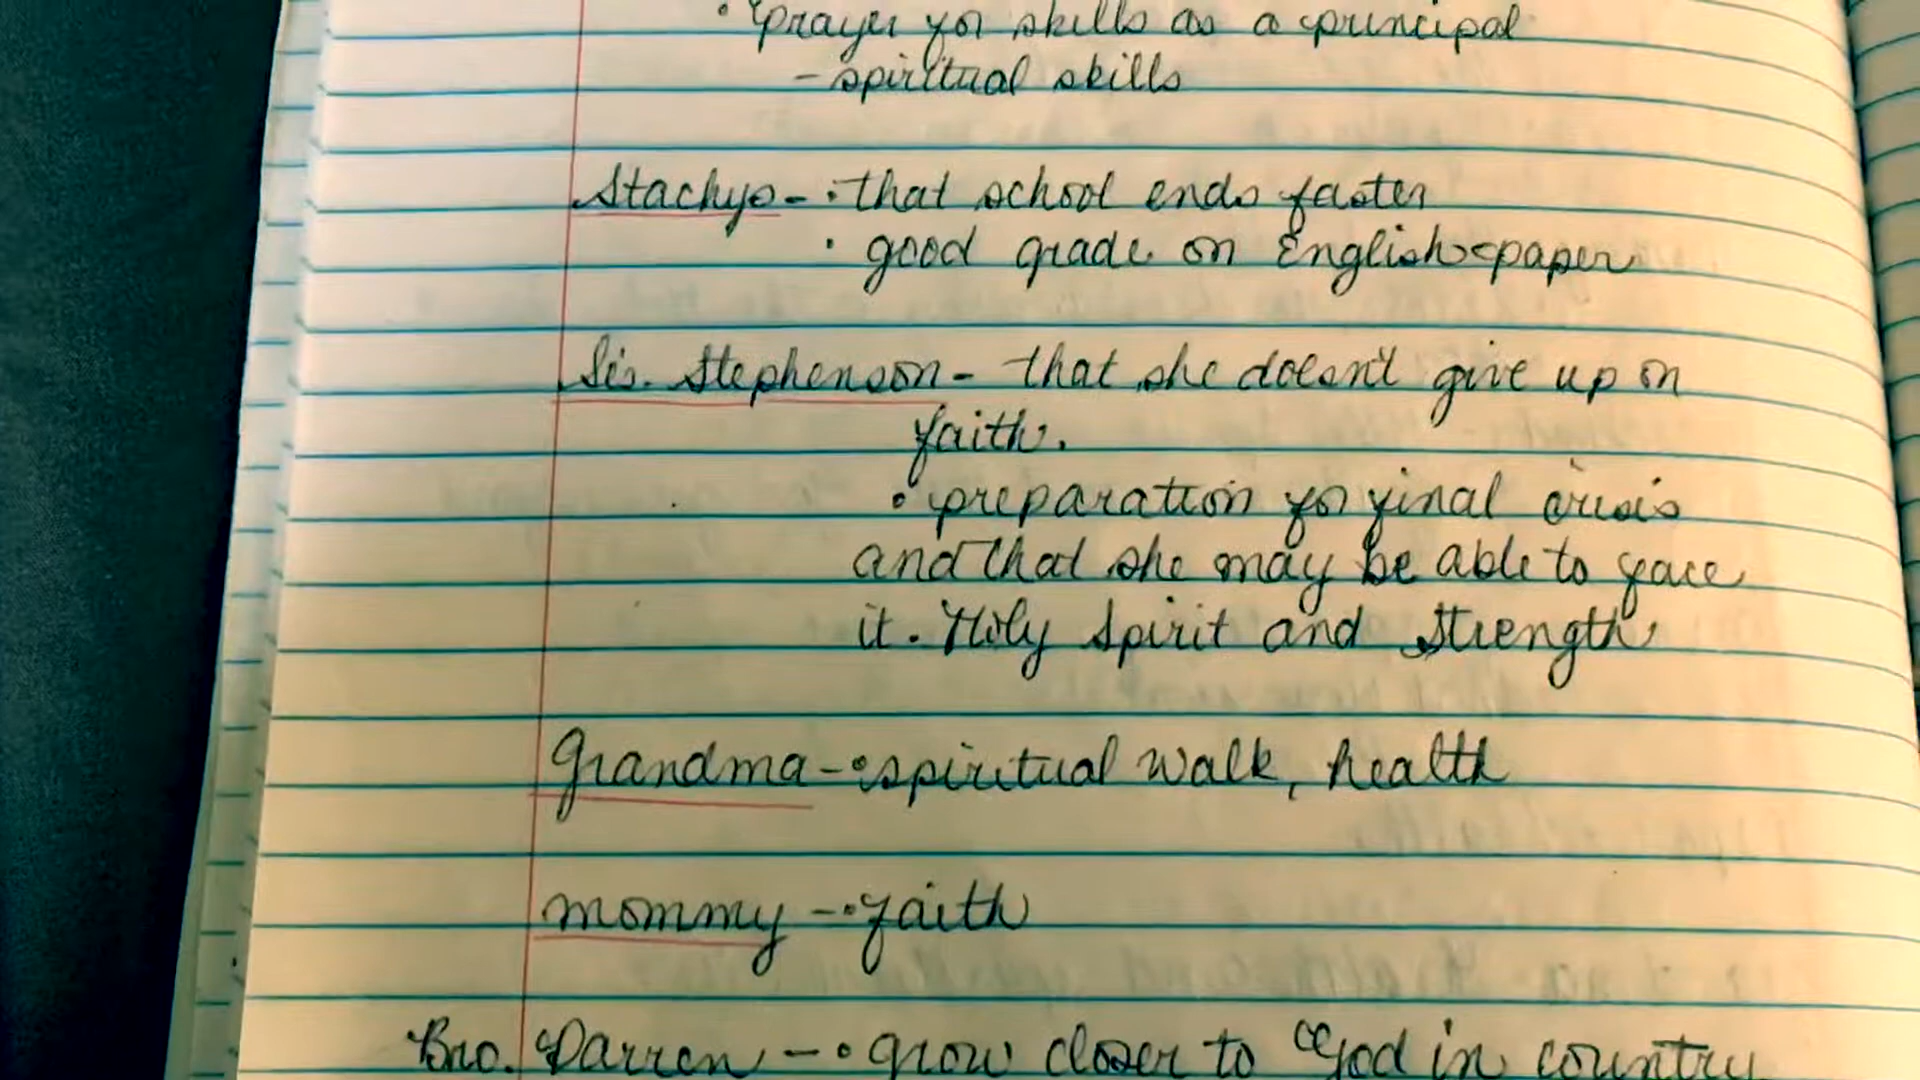 • prayer for skills as a principal
- spiritual skills
Stachys - • that school ends faster
• good grade on English paper
Sis. Stephenson - that she doesn't give up on
faith.
• preparation for final crisis
and that she may be able to face
it. Holy Spirit and strength
Grandma - • spiritual walk, health
mommy - • faith
Bro. Darren - • grow closer to God in country